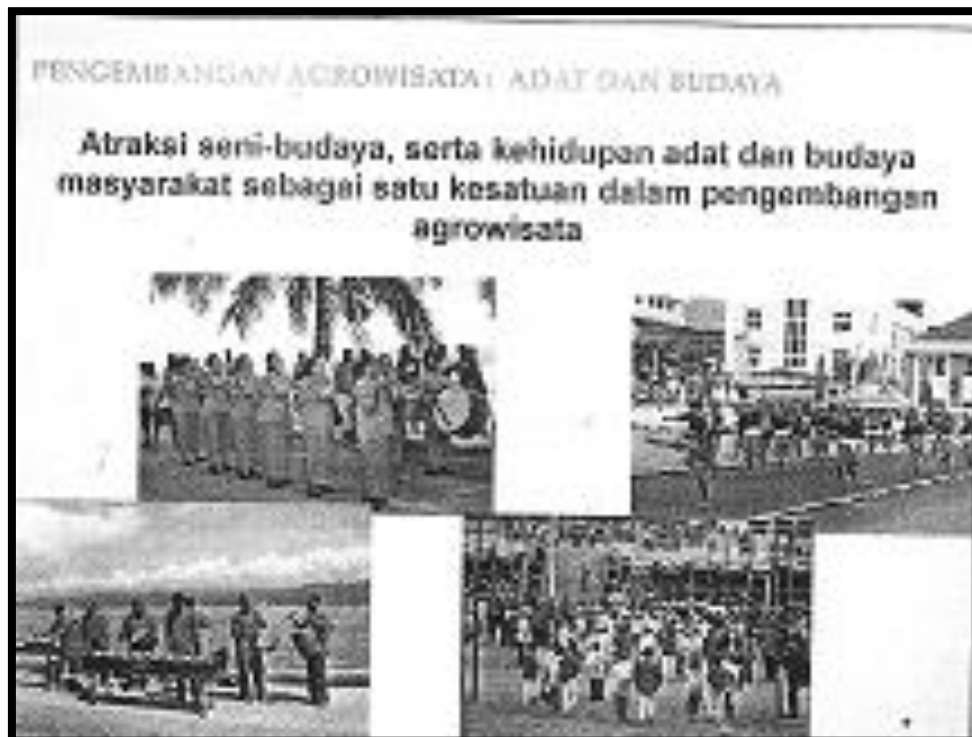 PENGEMBANGAN AGROWISATA: ADAT DAN BUDAYA
Atraksi seni-budaya, serta kehidupan adat dan budaya
masyarakat sebagai satu kesatuan dalam pengembangan
agrowisata